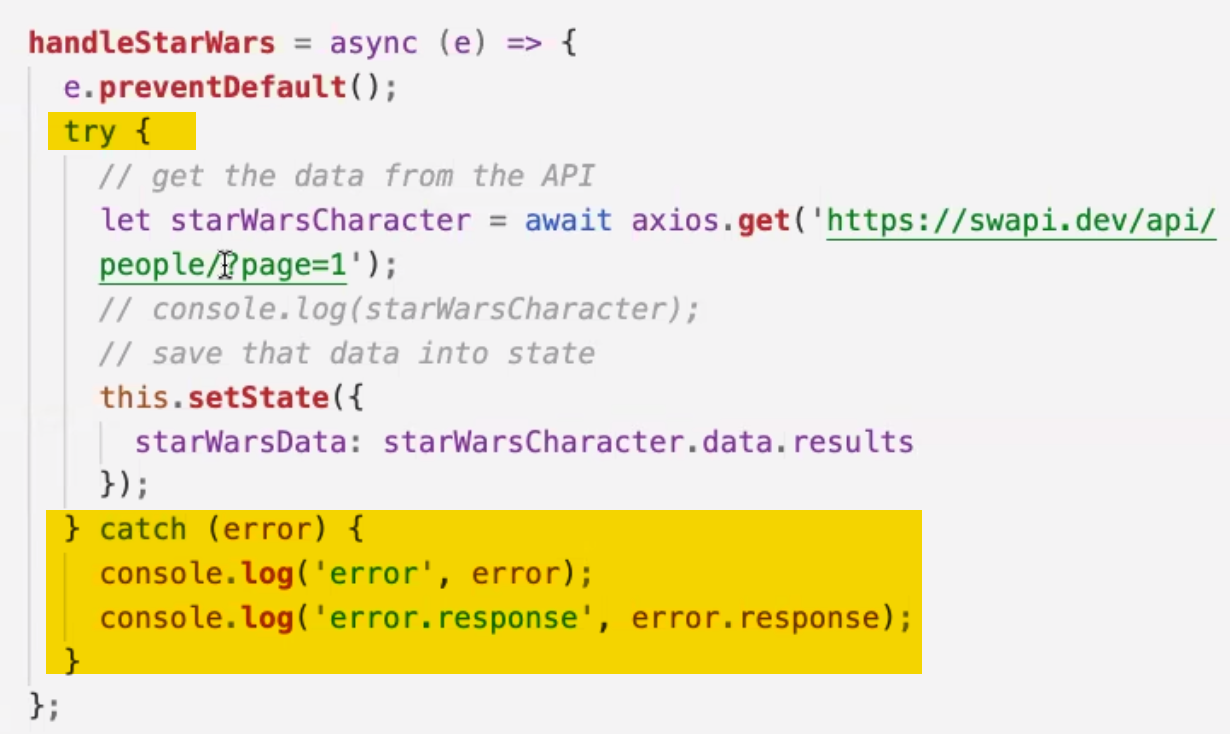 handleStarWars = async (e) => {
e.preventDefault();
try {
// get the data from the API
let starWarsCharacter = await axios.get('https://swapi.dev/api/
people/?page=1');
// console.log(starWarsCharacter);
// save that data into state
this.setState({
starWarsData: starWarsCharacter.data.results
});
} catch (error) {
console.log('error', error);
console.log('error.response', error.response);
}
};